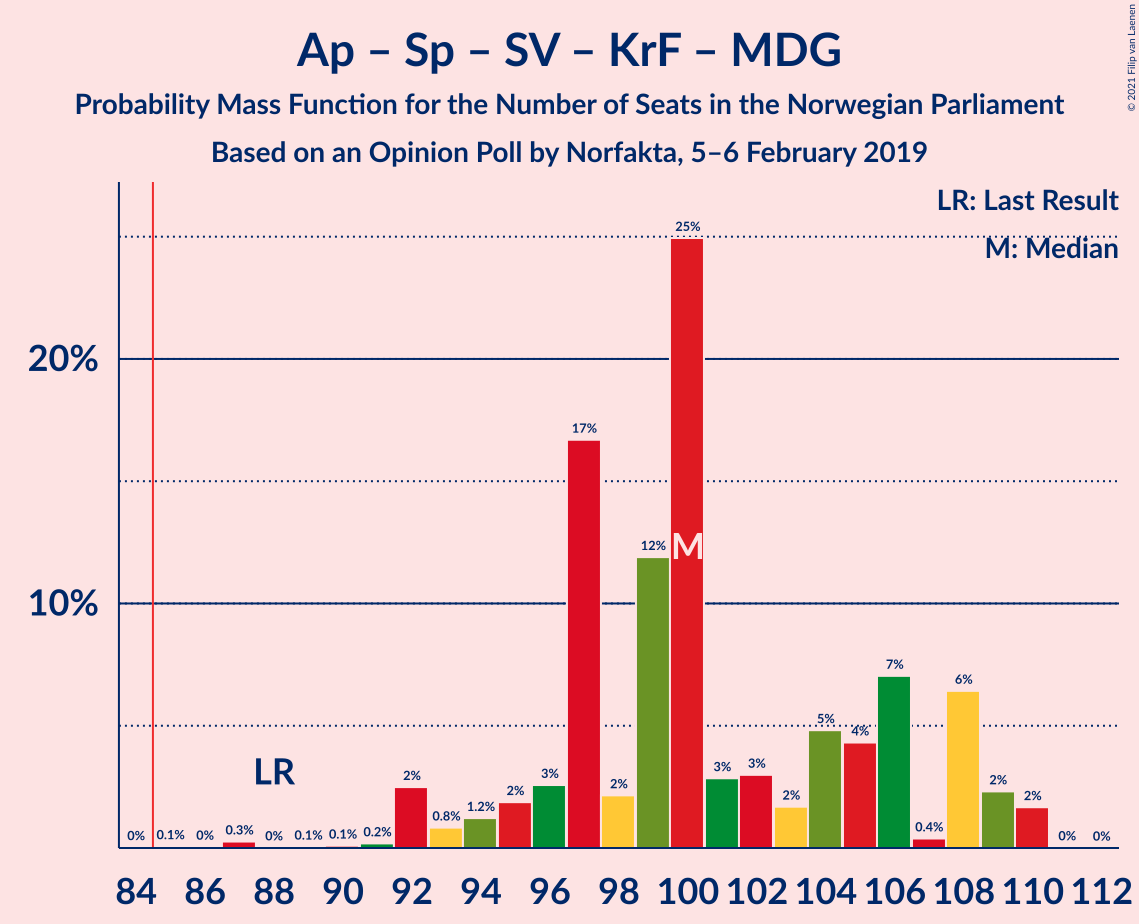 Ap – Sp – SV – KrF – MDG
Probability Mass Function for the Number of Seats in the Norwegian Parliament
Based on an Opinion Poll by Norfakta, 5–6 February 2019
© 2021 Filip van Laenen
LR: Last Result
M: Median
20%
10%
LR
M
0% 0.1% 0% 0.3% 0% 0.1% 0.1% 0.2% 2% 0.8% 1.2% 2% 3% 17% 2% 12% 25% 3% 3% 2% 5% 4% 7% 0.4% 6% 2% 2% 0% 0%
84 86 88 90 92 94 96 98 100 102 104 106 108 110 112